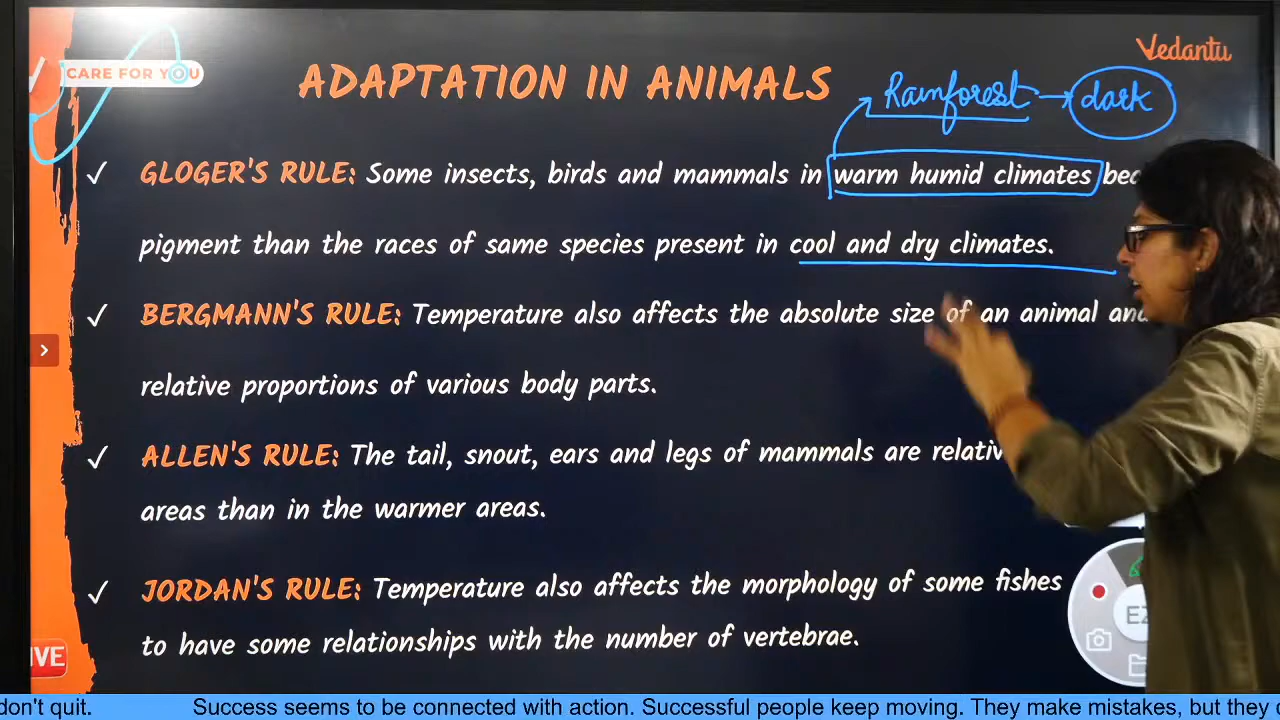 Vedantu
CARE FOR YOU
ADAPTATION IN ANIMALS
Rainforest → dark
✓ GLOGER'S RULE: Some insects, birds and mammals in warm humid climates
pigment than the races of same species present in cool and dry climates.
✓ BERGMANN'S RULE: Temperature also affects the absolute size of an animal and
relative proportions of various body parts.
✓ ALLEN'S RULE: The tail, snout, ears and legs of mammals are
areas than in the warmer areas.
✓ JORDAN'S RULE: Temperature also affects the morphology of some fishes
to have some relationships with the number of vertebrae.
don't quit. Success seems to be connected with action. Successful people keep moving. They make mistakes, but they